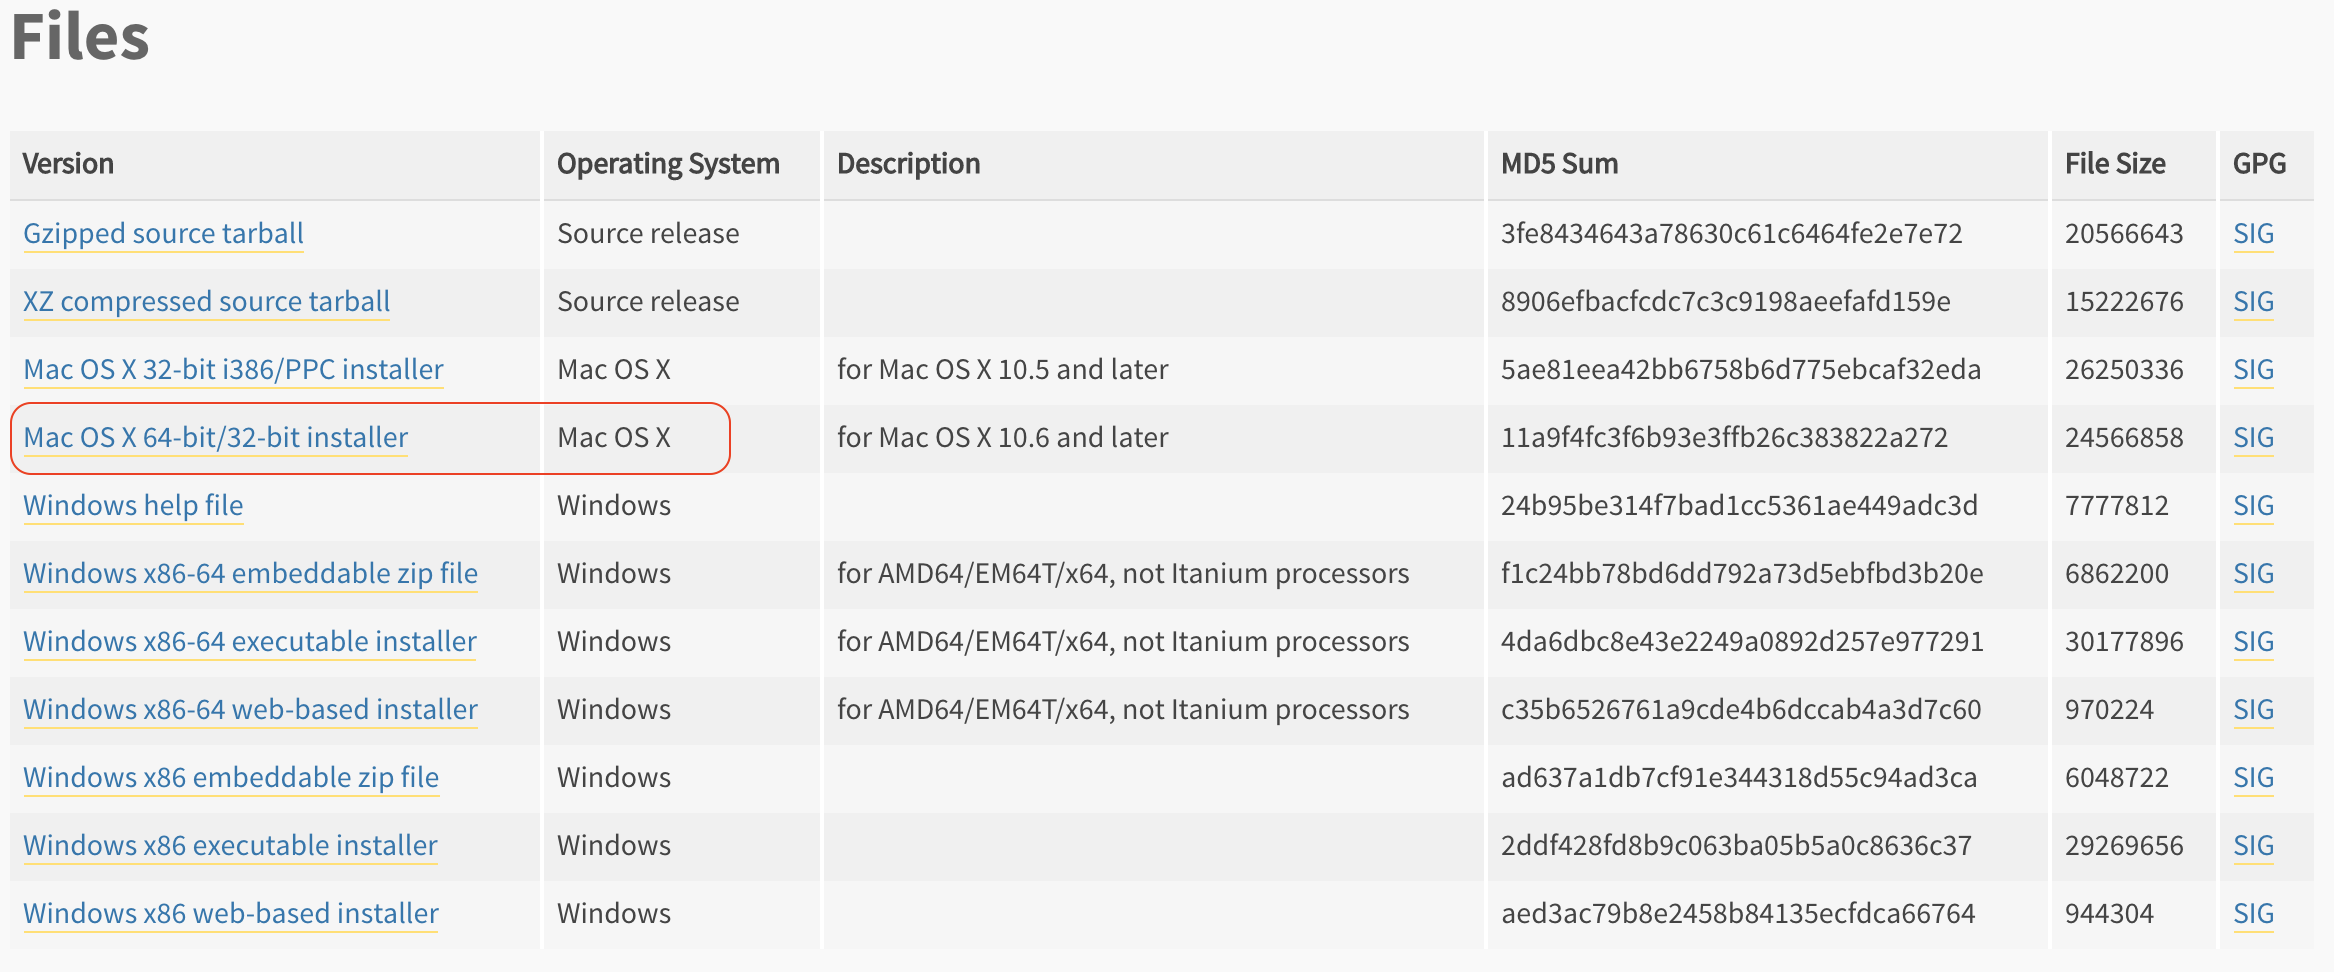 Files
Version Operating System Description MD5 Sum File Size GPG
Gzipped source tarball Source release 3fe8434643a78630c61c6464fe2e7e72 20566643 SIG
XZ compressed source tarball Source release 8906efbacfcdc7c3c9198aeefafd159e 15222676 SIG
Mac OS X 32-bit i386/PPC installer Mac OS X for Mac OS X 10.5 and later 5ae81eea42bb6758b6d775ebcaf32eda 26250336 SIG
Mac OS X 64-bit/32-bit installer Mac OS X for Mac OS X 10.6 and later 11a9f4fc3f6b93e3ffb26c383822a272 24566858 SIG
Windows help file Windows 24b95be314f7bad1cc5361ae449adc3d 7777812 SIG
Windows x86-64 embeddable zip file Windows for AMD64/EM64T/x64, not Itanium processors f1c24bb78bd6dd792a73d5ebfbd3b20e 6862200 SIG
Windows x86-64 executable installer Windows for AMD64/EM64T/x64, not Itanium processors 4da6dbc8e43e2249a0892d257e977291 30177896 SIG
Windows x86-64 web-based installer Windows for AMD64/EM64T/x64, not Itanium processors c35b6526761a9cde4b6dccab4a3d7c60 970224 SIG
Windows x86 embeddable zip file Windows ad637a1db7cf91e344318d55c94ad3ca 6048722 SIG
Windows x86 executable installer Windows 2ddf428fd8b9c063ba05b5a0c8636c37 29269656 SIG
Windows x86 web-based installer Windows aed3ac79b8e2458b84135ecfdca66764 944304 SIG